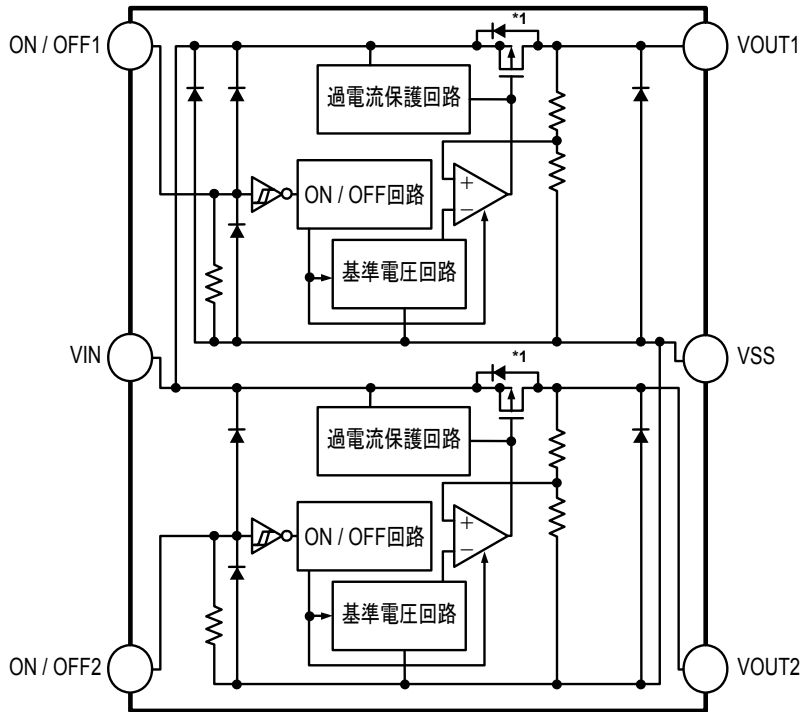 *1
ON / OFF1
VOUT1
過電流保護回路
+
ON / OFF回路
−
基準電圧回路
VIN
*1
VSS
過電流保護回路
+
ON / OFF回路
−
基準電圧回路
ON / OFF2
VOUT2